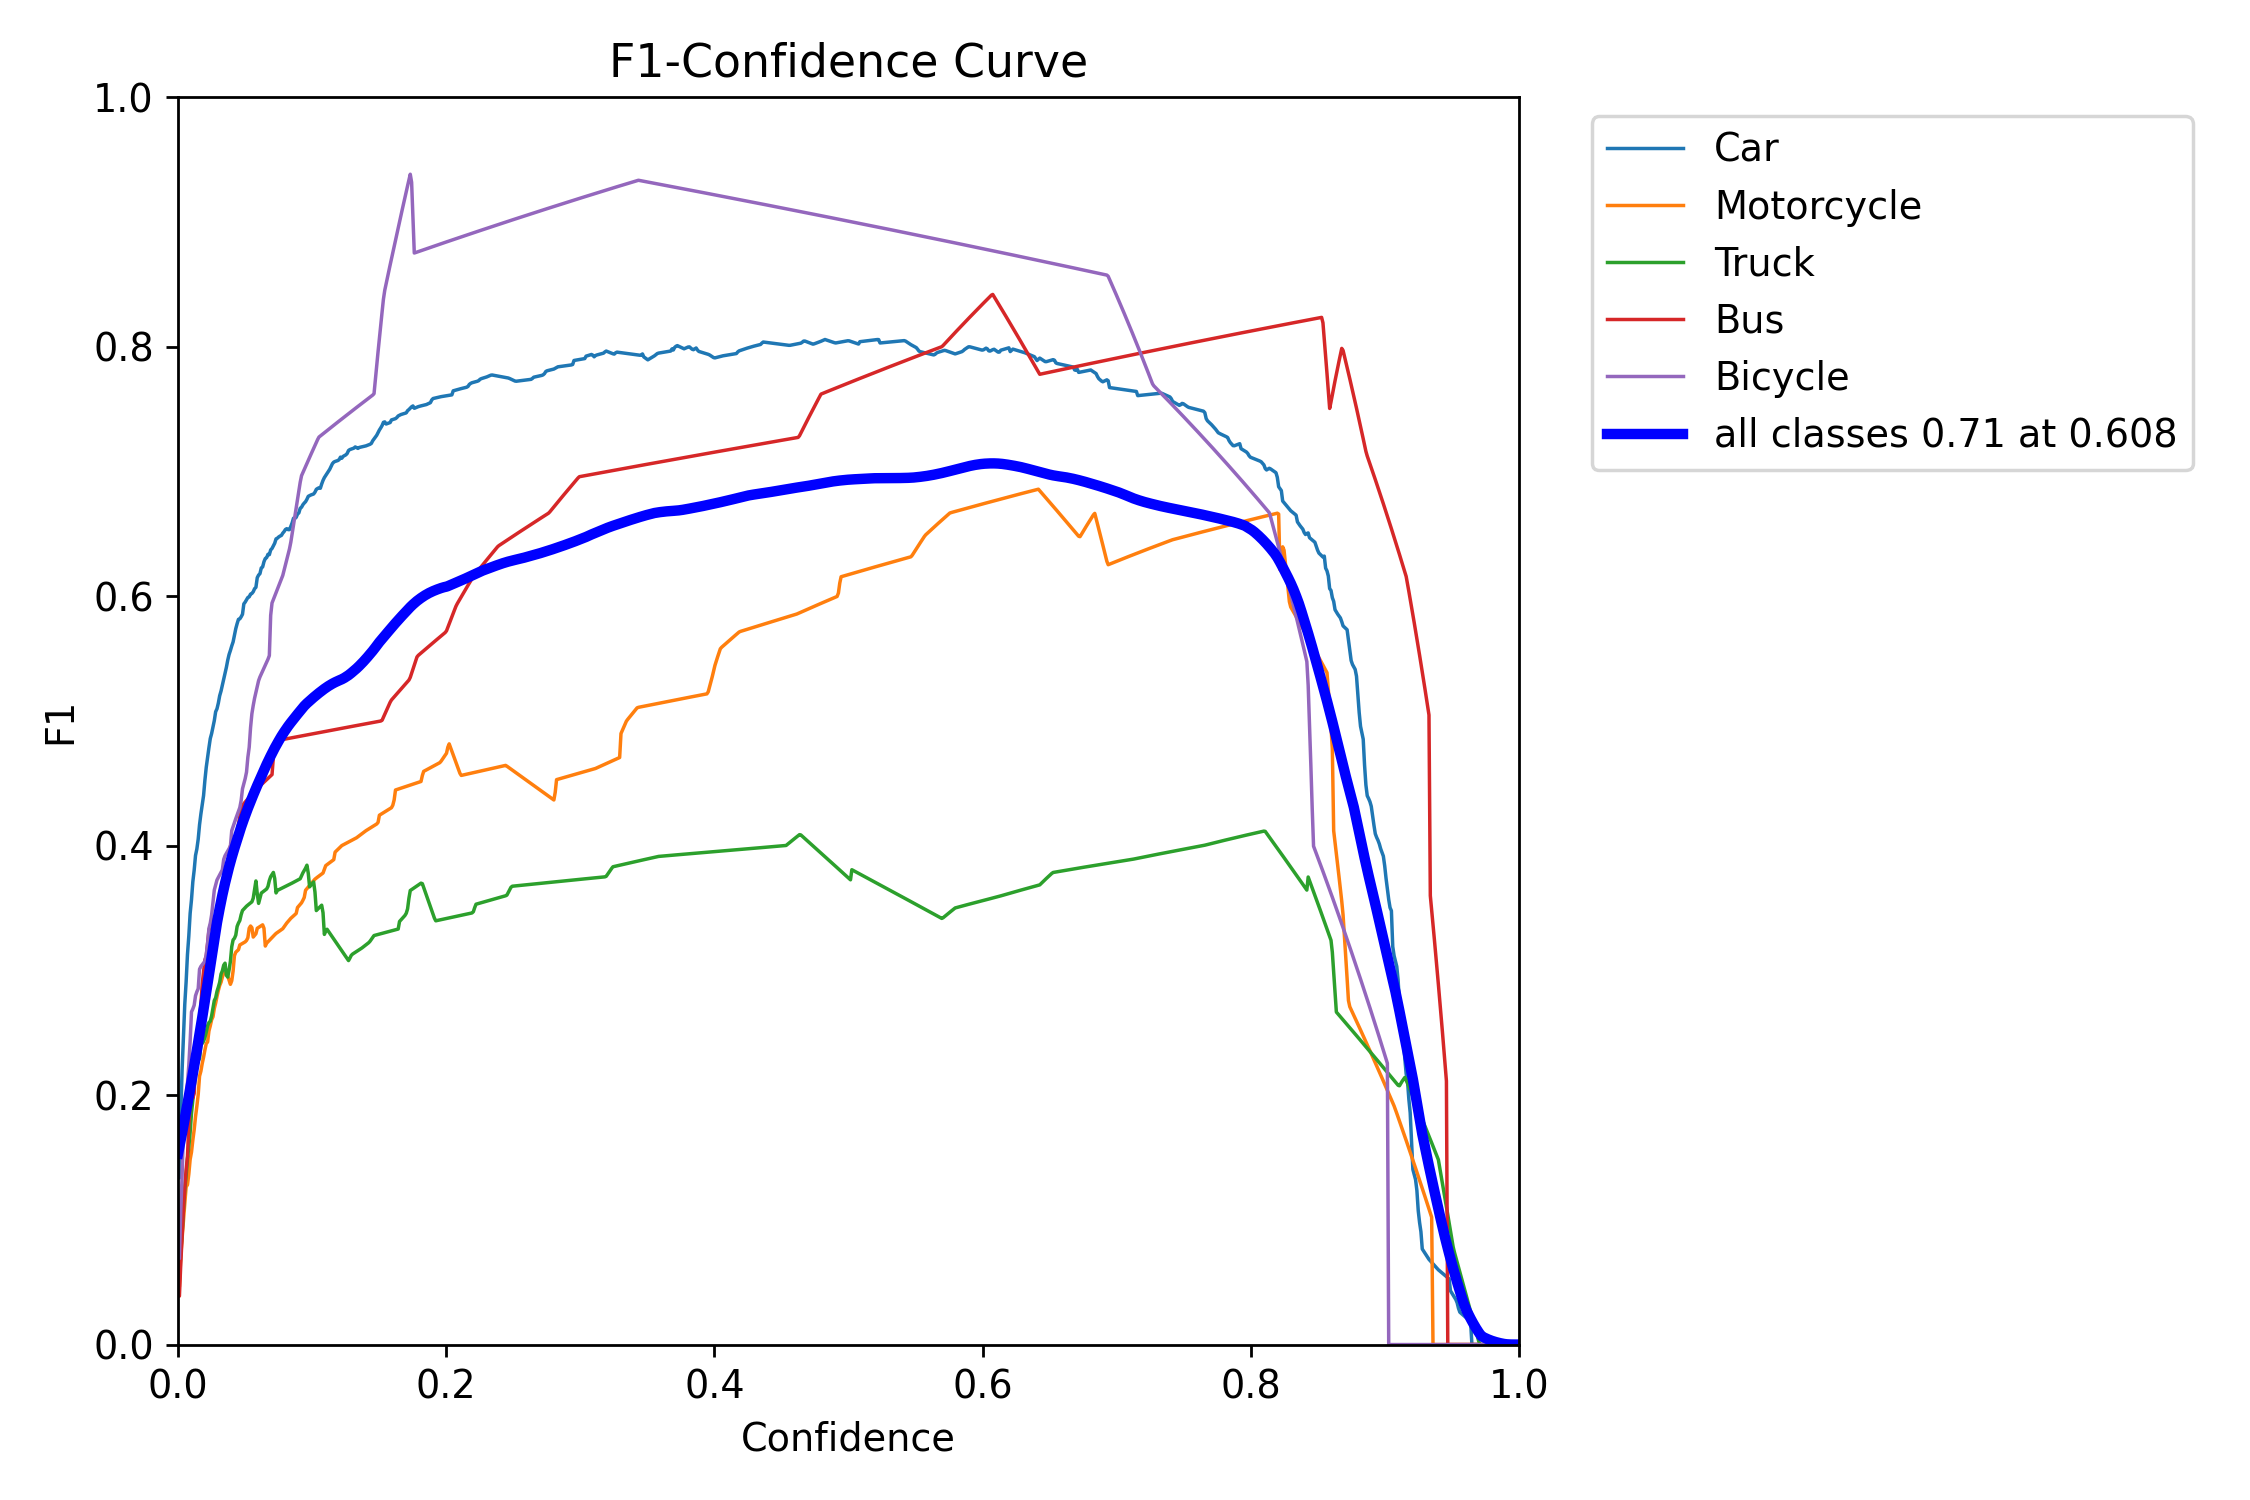 F1-Confidence Curve
1.0
0.8
0.6
0.4
0.2
0.0
F1
0.0 0.2 0.4 0.6 0.8 1.0
Confidence
Car
Motorcycle
Truck
Bus
Bicycle
all classes 0.71 at 0.608